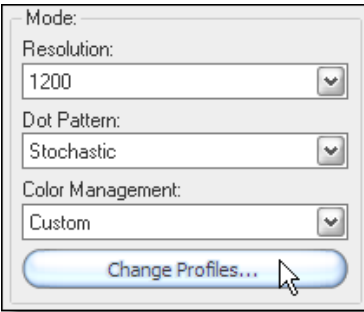 Mode:
Resolution:
1200
Dot Pattern:
Stochastic
Color Management:
Custom
Change Profiles...